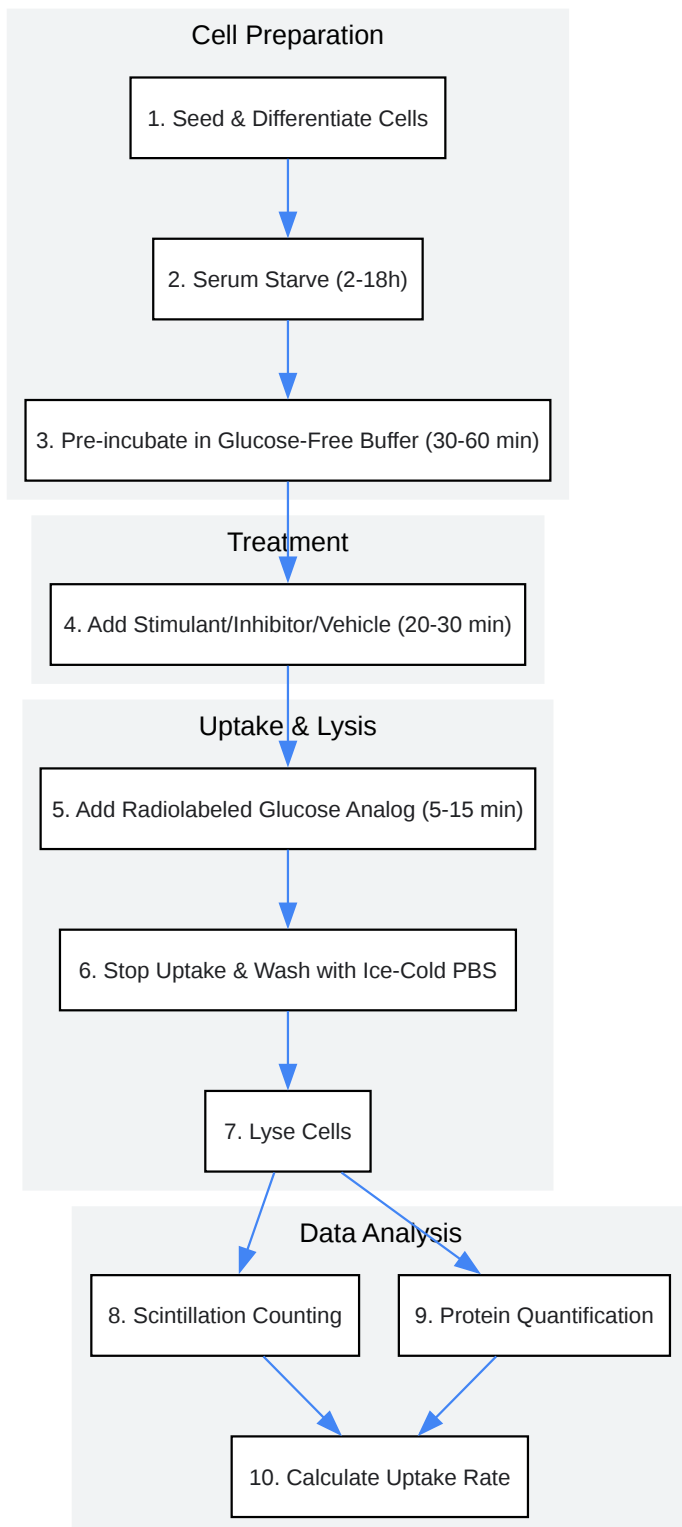 Cell Preparation
1. Seed & Differentiate Cells
2. Serum Starve (2-18h)
3. Pre-incubate in Glucose-Free Buffer (30-60 min)
Treatment
4. Add Stimulant/Inhibitor/Vehicle (20-30 min)
Uptake & Lysis
5. Add Radiolabeled Glucose Analog (5-15 min)
6. Stop Uptake & Wash with Ice-Cold PBS
7. Lyse Cells
Data Analysis
8. Scintillation Counting
9. Protein Quantification
10. Calculate Uptake Rate